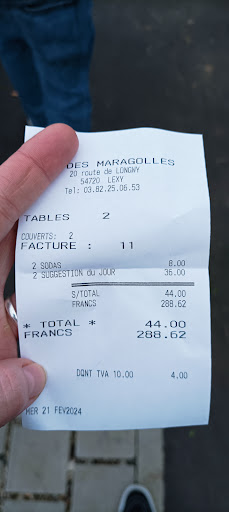 DES MARAGOLLES
20 route de LONGWY
54720 LEXY
Tel: 03.82.25.06.53
TABLES 2
COUVERTS: 2
FACTURE : 11
2 SODAS 8.00
2 SUGGESTION du JOUR 36.00
S/TOTAL 44.00
FRANCS 288.62
* TOTAL * 44.00
FRANCS 288.62
DONT TVA 10.00 4.00
MER 21 FEV2024